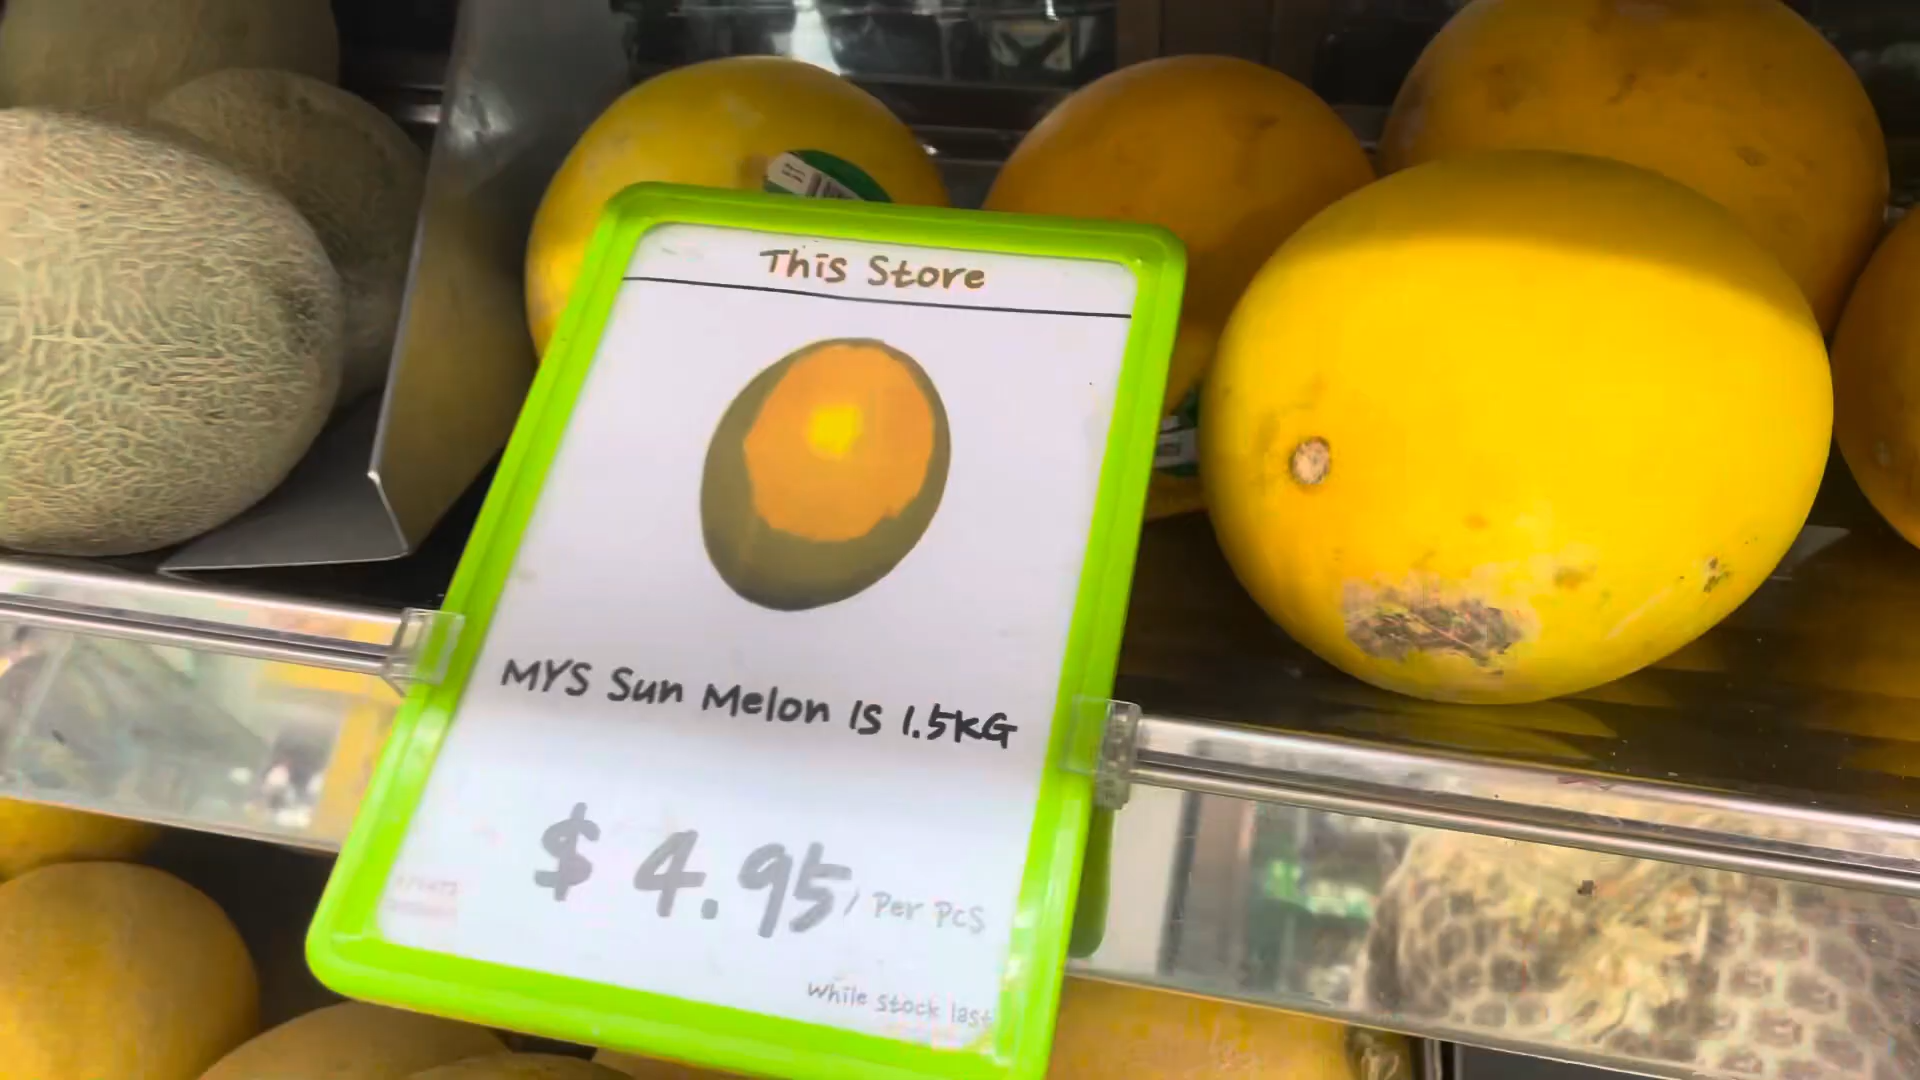 This Store
MYS Sun Melon IS 1.5KG
$4.95/ Per Pcs
While stock last